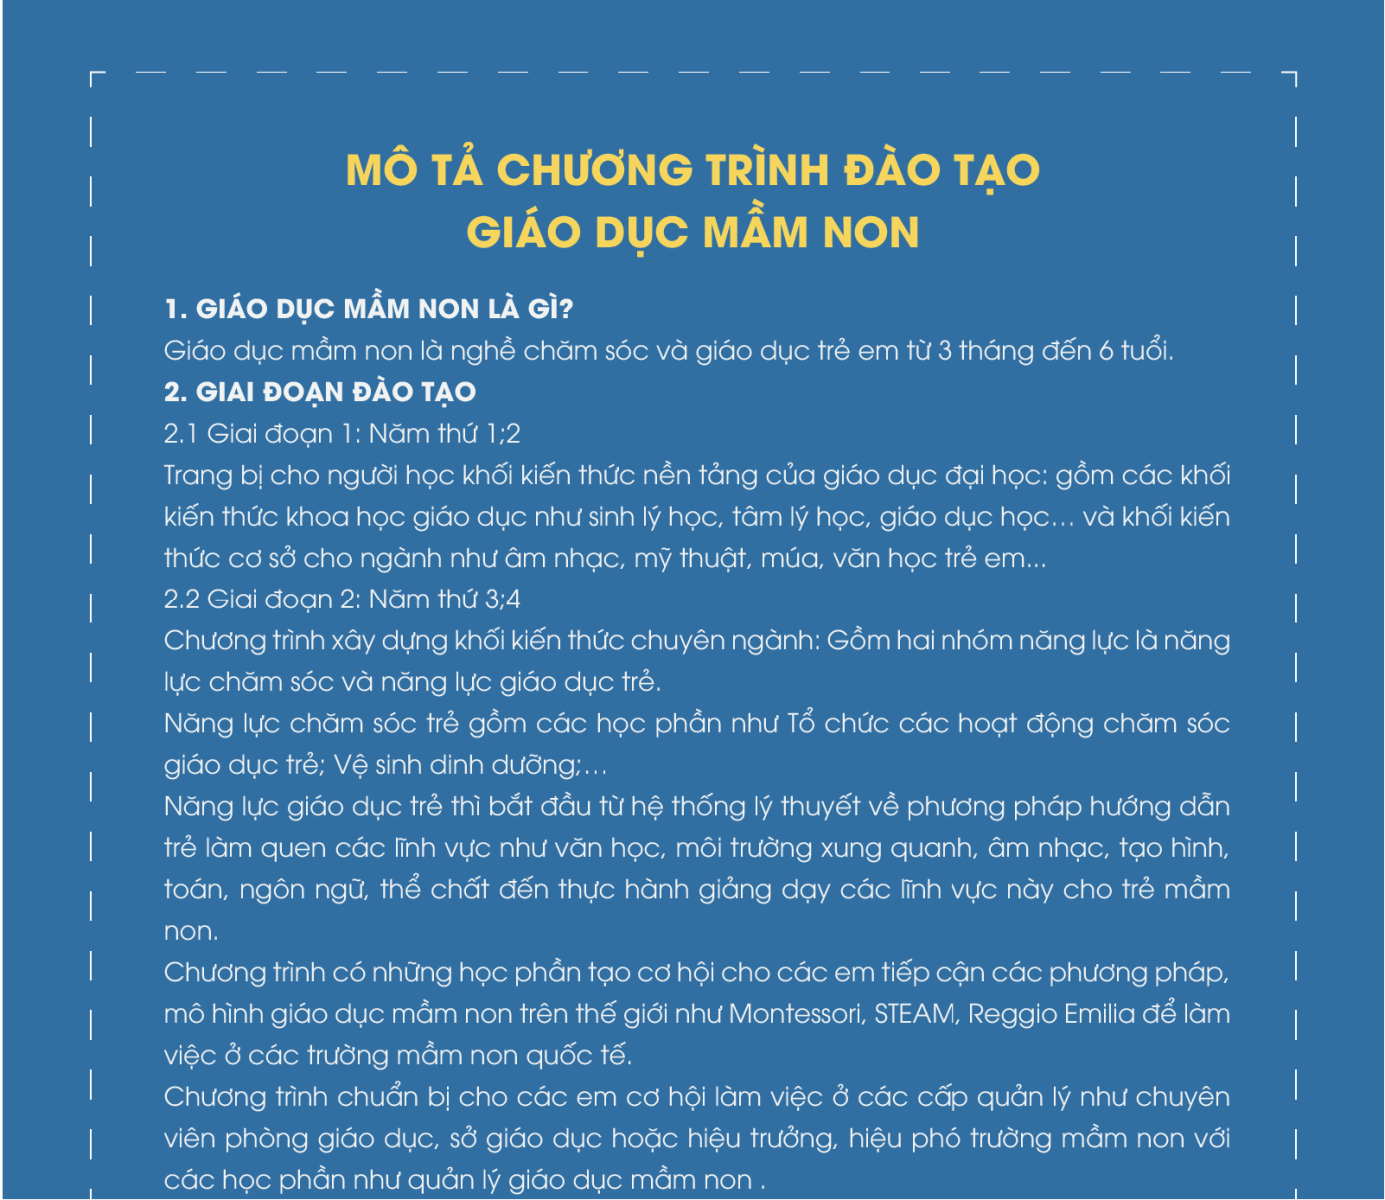 MÔ TẢ CHƯƠNG TRÌNH ĐÀO TẠO
GIÁO DỤC MẦM NON
1. GIÁO DỤC MẦM NON LÀ GÌ?
Giáo dục mầm non là nghề chăm sóc và giáo dục trẻ em từ 3 tháng đến 6 tuổi.
2. GIAI ĐOẠN ĐÀO TẠO
2.1 Giai đoạn 1: Năm thứ 1;2
Trang bị cho người học khối kiến thức nền tảng của giáo dục đại học: gồm các khối
kiến thức khoa học giáo dục như sinh lý học, tâm lý học, giáo dục học... và khối kiến
thức cơ sở cho ngành như âm nhạc, mỹ thuật, múa, văn học trẻ em...
2.2 Giai đoạn 2: Năm thứ 3;4
Chương trình xây dựng khối kiến thức chuyên ngành: Gồm hai nhóm năng lực là năng
lực chăm sóc và năng lực giáo dục trẻ.
Năng lực chăm sóc trẻ gồm các học phần như Tổ chức các hoạt động chăm sóc
giáo dục trẻ; Vệ sinh dinh dưỡng;...
Năng lực giáo dục trẻ thì bắt đầu từ hệ thống lý thuyết về phương pháp hướng dẫn
trẻ làm quen các lĩnh vực như văn học, môi trường xung quanh, âm nhạc, tạo hình,
toán, ngôn ngữ, thể chất đến thực hành giảng dạy các lĩnh vực này cho trẻ mầm
non.
Chương trình có những học phần tạo cơ hội cho các em tiếp cận các phương pháp,
mô hình giáo dục mầm non trên thế giới như Montessori, STEAM, Reggio Emilia để làm
việc ở các trường mầm non quốc tế.
Chương trình chuẩn bị cho các em cơ hội làm việc ở các cấp quản lý như chuyên
viên phòng giáo dục, sở giáo dục hoặc hiệu trưởng, hiệu phó trường mầm non với
các học phần như quản lý giáo dục mầm non .